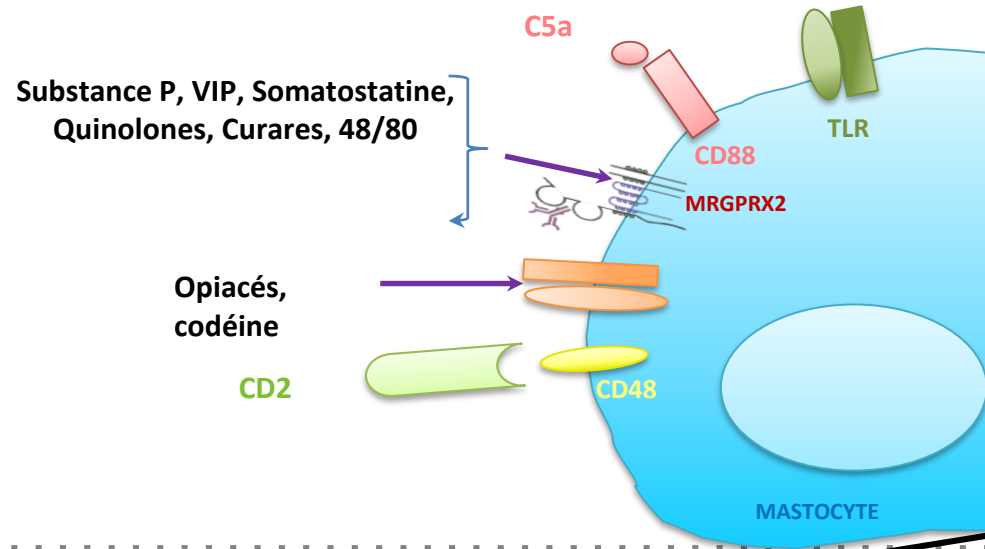 C5a
Substance P, VIP, Somatostatine,
Quinolones, Curares, 48/80
TLR
CD88
MRGPRX2
Opiacés,
codéine
CD2
CD48
MASTOCYTE